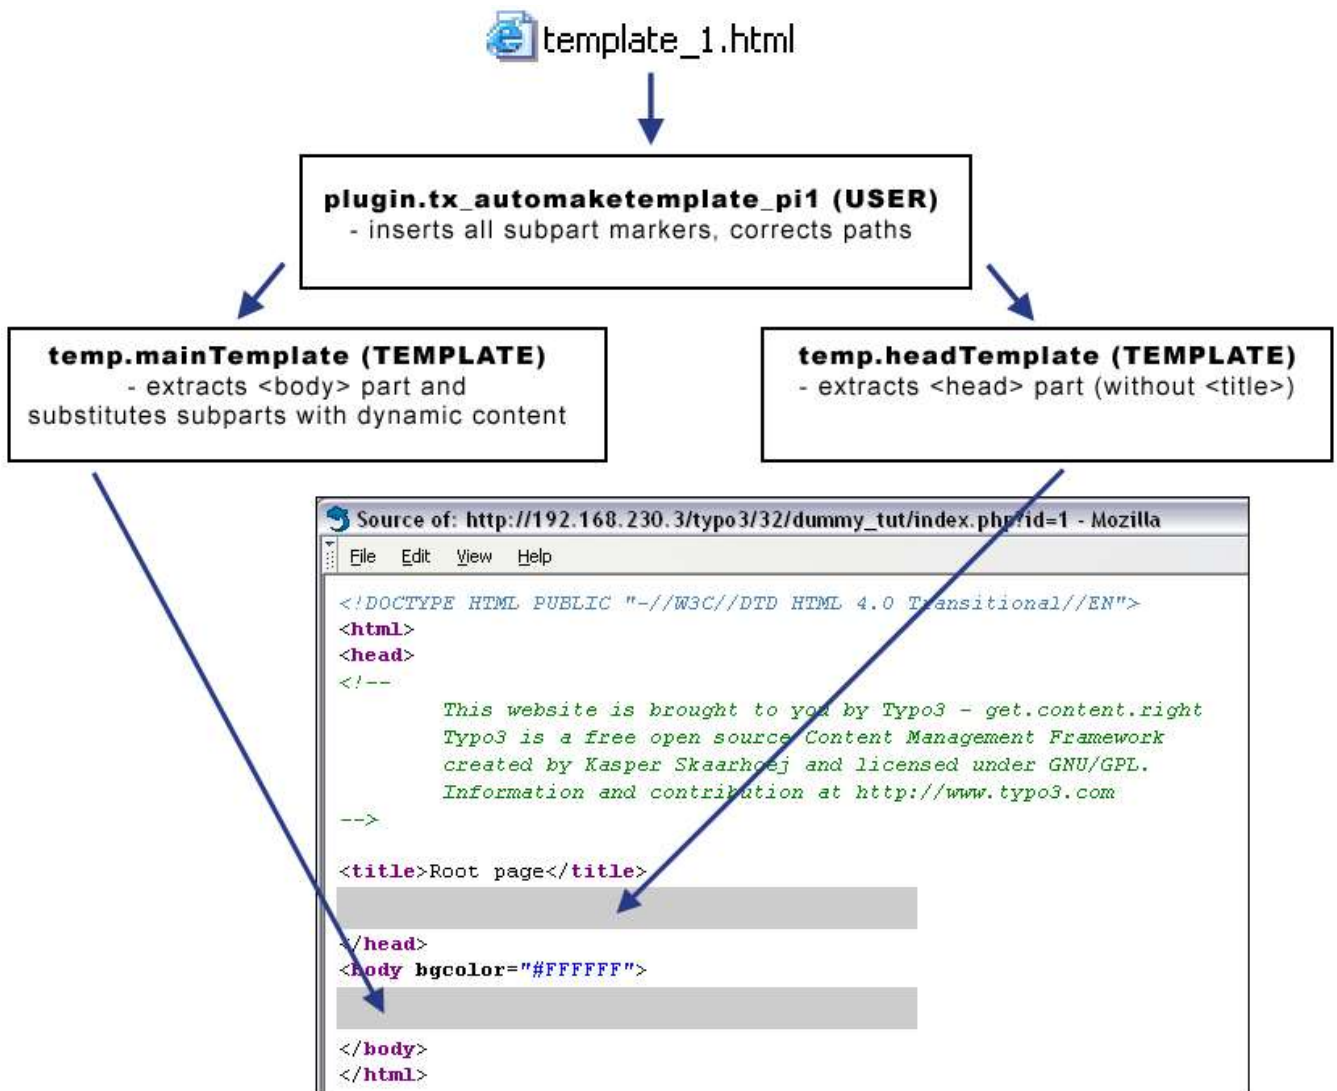 template_1.html
plugin.tx_automaketemplate_pi1 (USER)
- inserts all subpart markers, corrects paths
temp.mainTemplate (TEMPLATE)
- extracts <body> part and
substitutes subparts with dynamic content
temp.headTemplate (TEMPLATE)
- extracts <head> part (without <title>)
Source of: http://192.168.230.3/typo3/32/dummy_tut/index.php?id=1 - Mozilla
File Edit View Help
<!DOCTYPE HTML PUBLIC "-//W3C//DTD HTML 4.0 Transitional//EN">
<html>
<head>
<!--
This website is brought to you by Typo3 - get.content.right
Typo3 is a free open source Content Management Framework
created by Kasper Skaarhoej and licensed under GNU/GPL.
Information and contribution at http://www.typo3.com
-->
<title>Root page</title>
</head>
<body bgcolor="#FFFFFF">
</body>
</html>